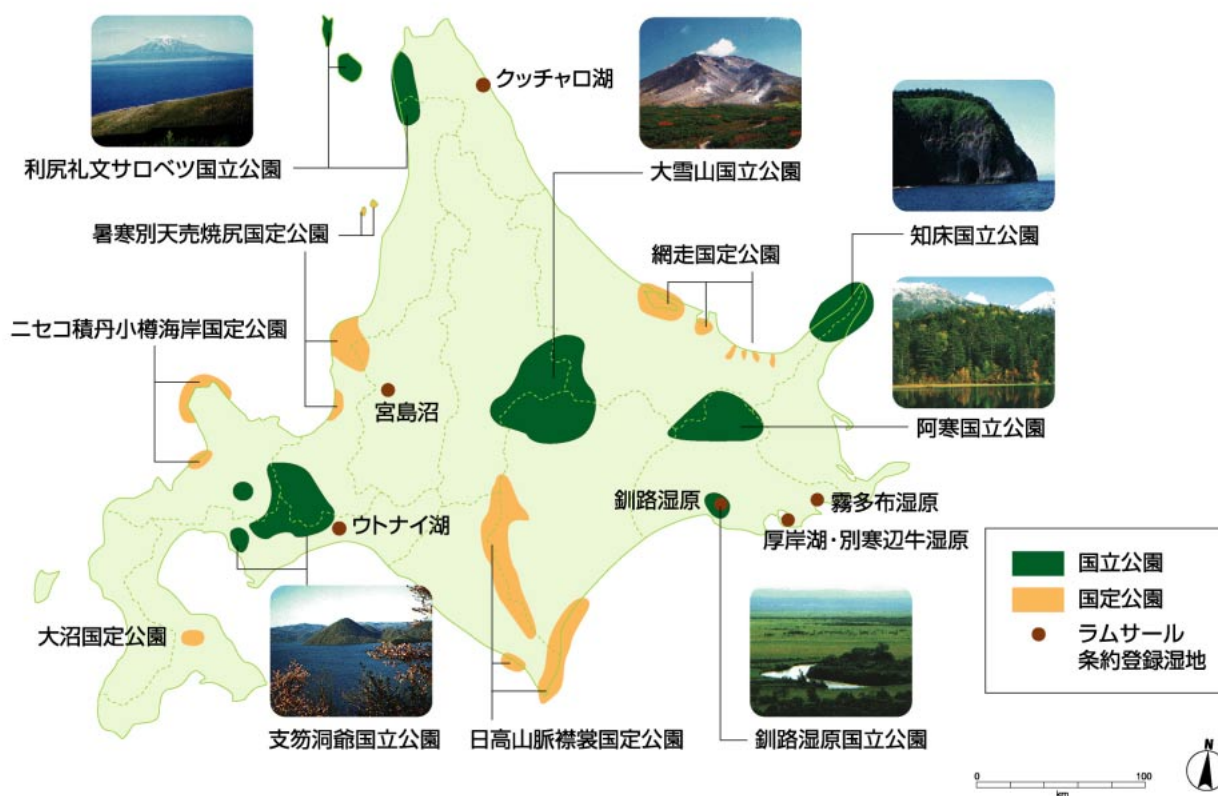 クッチャロ湖
利尻礼文サロベツ国立公園
大雪山国立公園
知床国立公園
暑寒別天売焼尻国定公園
網走国定公園
ニセコ積丹小樽海岸国定公園
宮島沼
阿寒国立公園
釧路湿原
霧多布湿原
ウトナイ湖
厚岸湖・別寒辺牛湿原
大沼国定公園
支笏洞爺国立公園
日高山脈襟裳国定公園
釧路湿原国立公園
国立公園
国定公園
ラムサール
条約登録湿地
0 100
km
N